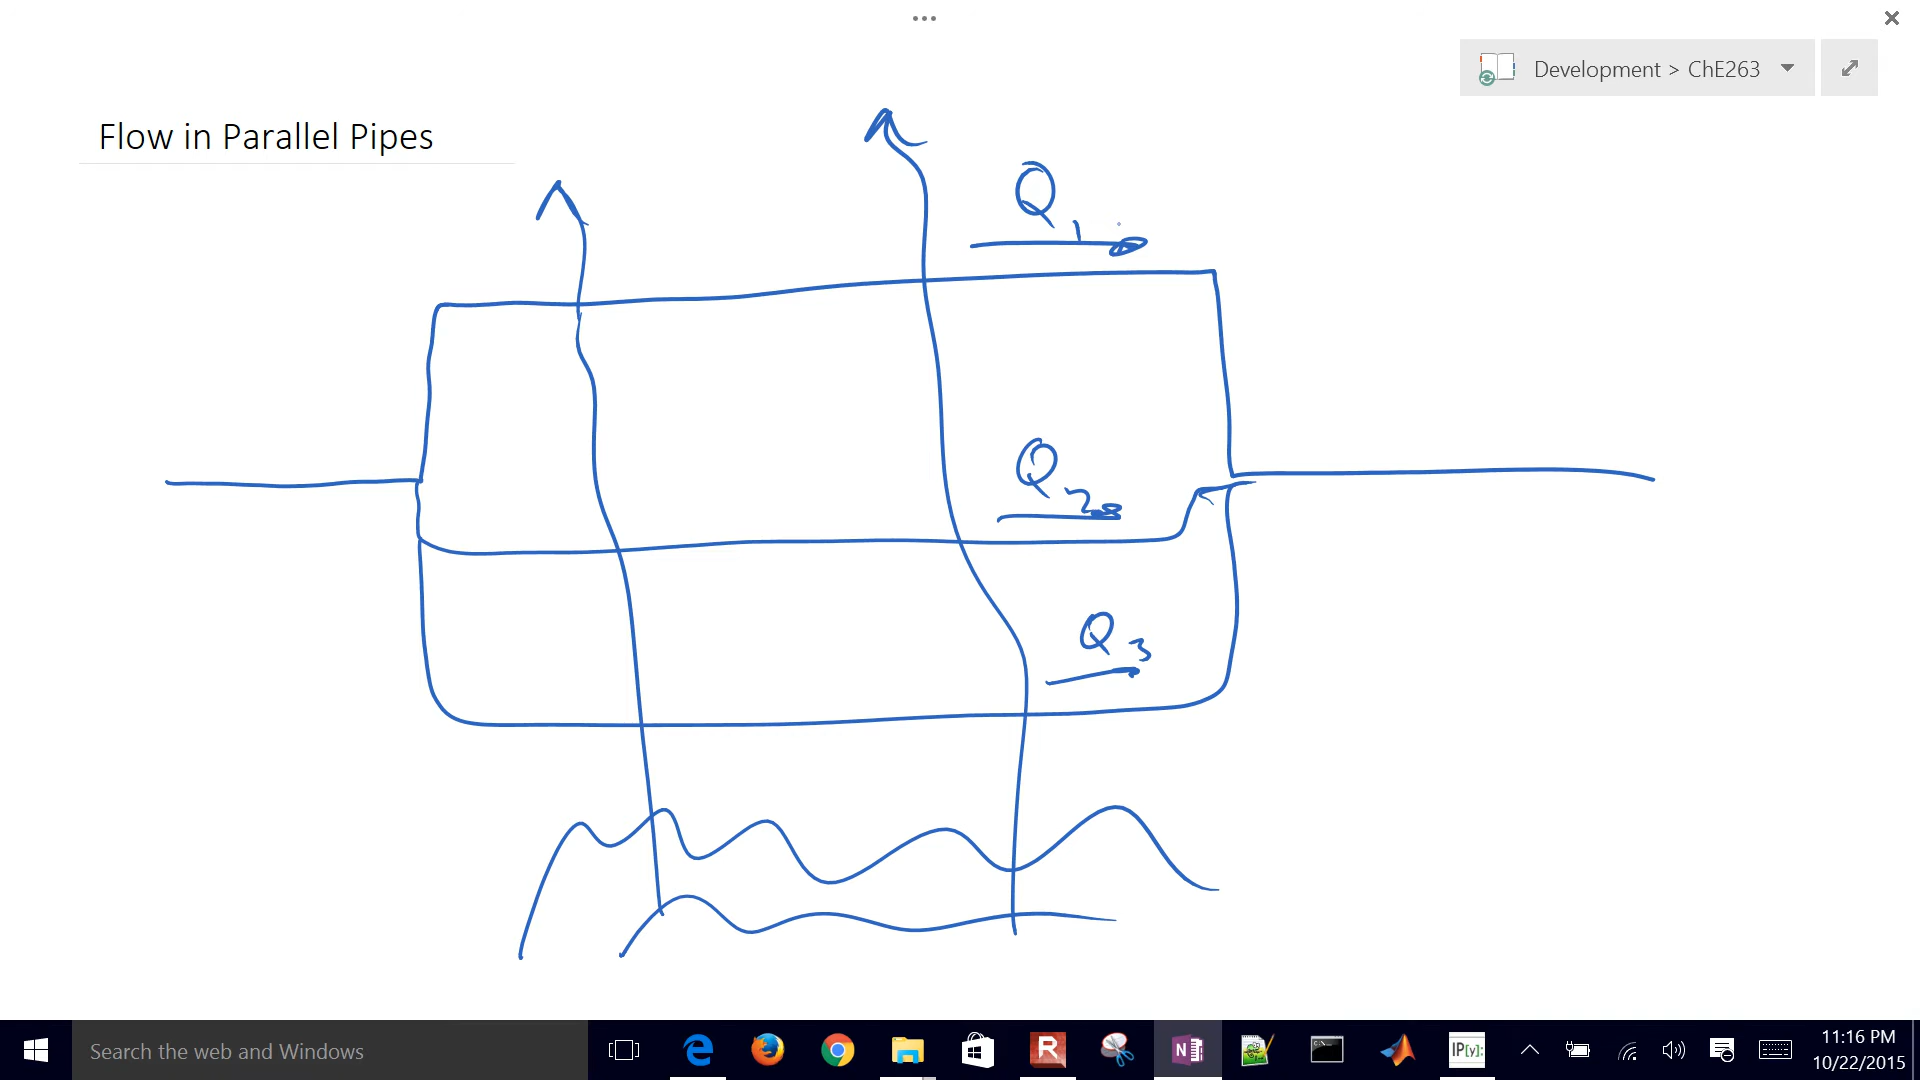 Development > ChE263
Flow in Parallel Pipes
Q1
Q2
Q3
Search the web and Windows
N
R
IP[y]:
11:16 PM
10/22/2015